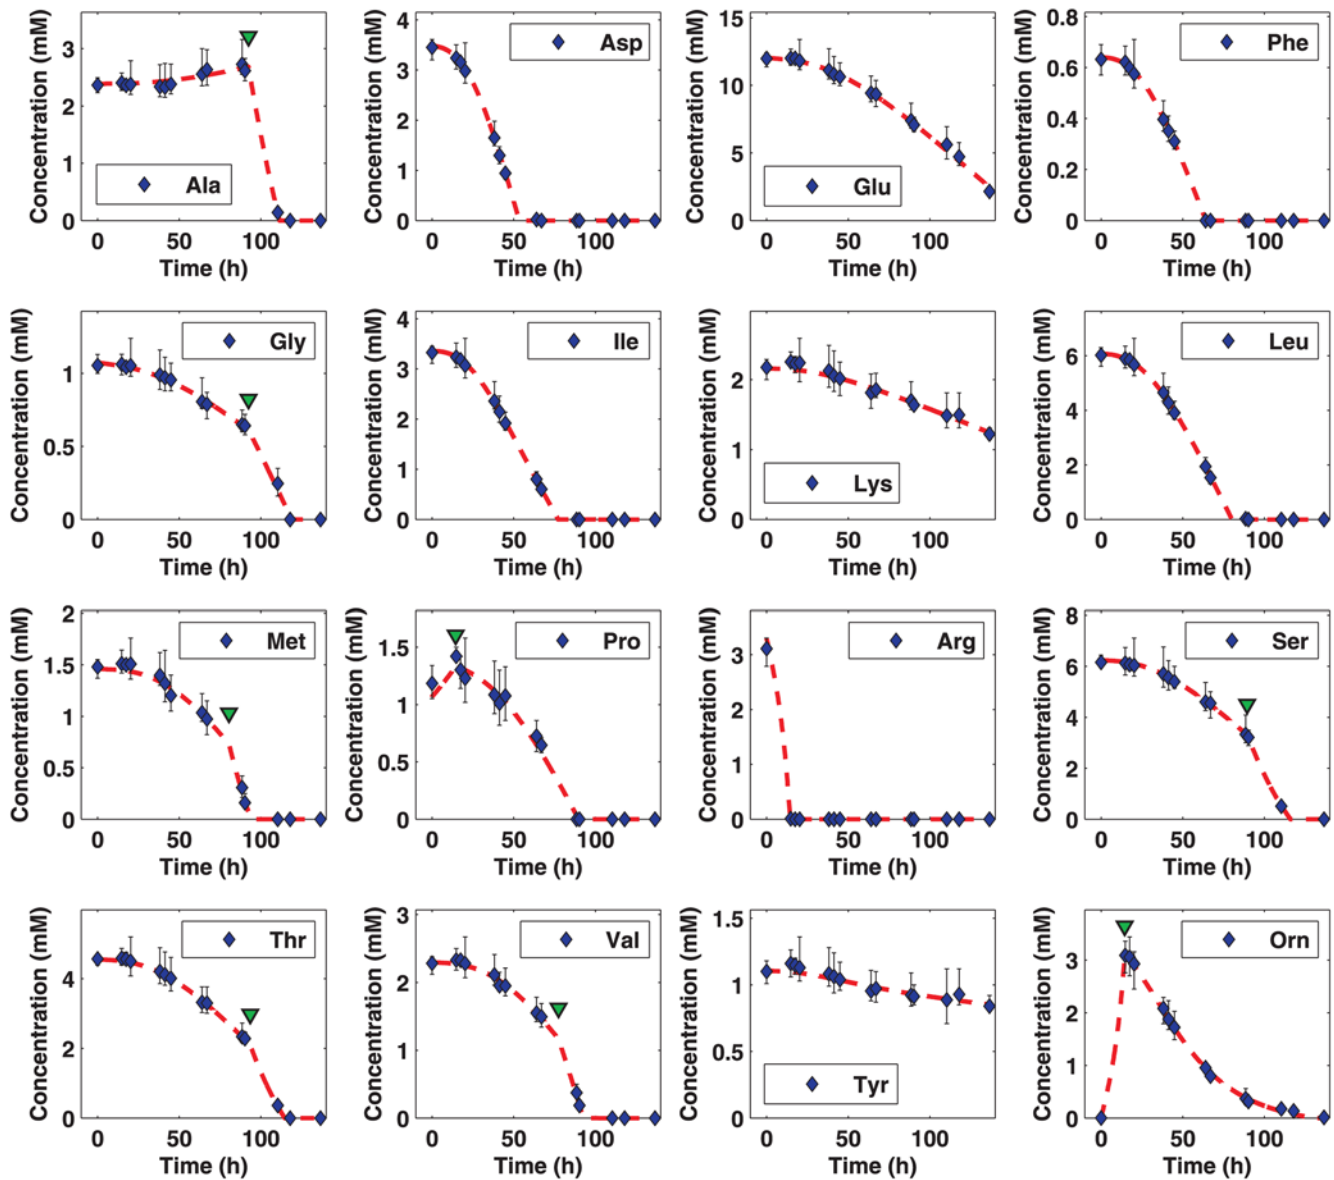 Concentration (mM)
3
2
1
0
Ala
0 50 100
Time (h)
Concentration (mM)
4
3
2
1
0
Asp
0 50 100
Time (h)
Concentration (mM)
15
10
5
0
Glu
0 50 100
Time (h)
Concentration (mM)
0.8
0.6
0.4
0.2
0
Phe
0 50 100
Time (h)
Concentration (mM)
1
0.5
0
Gly
0 50 100
Time (h)
Concentration (mM)
4
3
2
1
0
Ile
0 50 100
Time (h)
Concentration (mM)
2
1
0
Lys
0 50 100
Time (h)
Concentration (mM)
6
4
2
0
Leu
0 50 100
Time (h)
Concentration (mM)
2
1.5
1
0.5
0
Met
0 50 100
Time (h)
Concentration (mM)
1.5
1
0.5
0
Pro
0 50 100
Time (h)
Concentration (mM)
3
2
1
0
Arg
0 50 100
Time (h)
Concentration (mM)
8
6
4
2
0
Ser
0 50 100
Time (h)
Concentration (mM)
4
2
0
Thr
0 50 100
Time (h)
Concentration (mM)
3
2
1
0
Val
0 50 100
Time (h)
Concentration (mM)
1.5
1
0.5
0
Tyr
0 50 100
Time (h)
Concentration (mM)
3
2
1
0
Orn
0 50 100
Time (h)